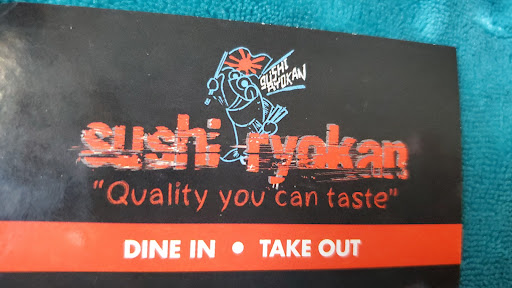 SUSHI
RYOKAN
sushi ryokan
"Quality you can taste"
DINE IN • TAKE OUT